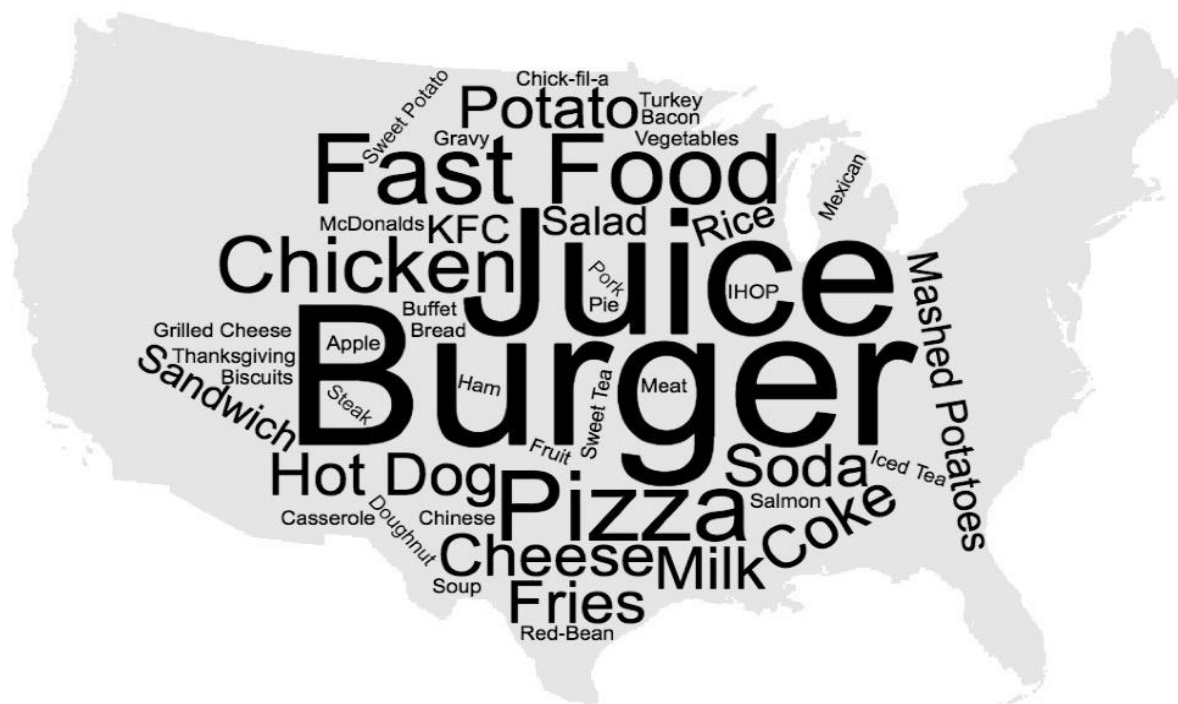 Chick-fil-a
Sweet Potato
Potato
Turkey
Bacon
Gravy
Vegetables
Fast Food
Mexican
McDonalds
KFC
Salad
Rice
Chicken
Juice
Pork
Pie
IHOP
Mashed Potatoes
Buffet
Bread
Grilled Cheese
Apple
Thanksgiving
Biscuits
Burger
Sandwich
Steak
Ham
Sweet Tea
Meat
Fruit
Hot Dog
Soda
Iced Tea
Pizza
Salmon
Coke
Casserole
Doughnut
Chinese
Cheese
Milk
Soup
Fries
Red-Bean